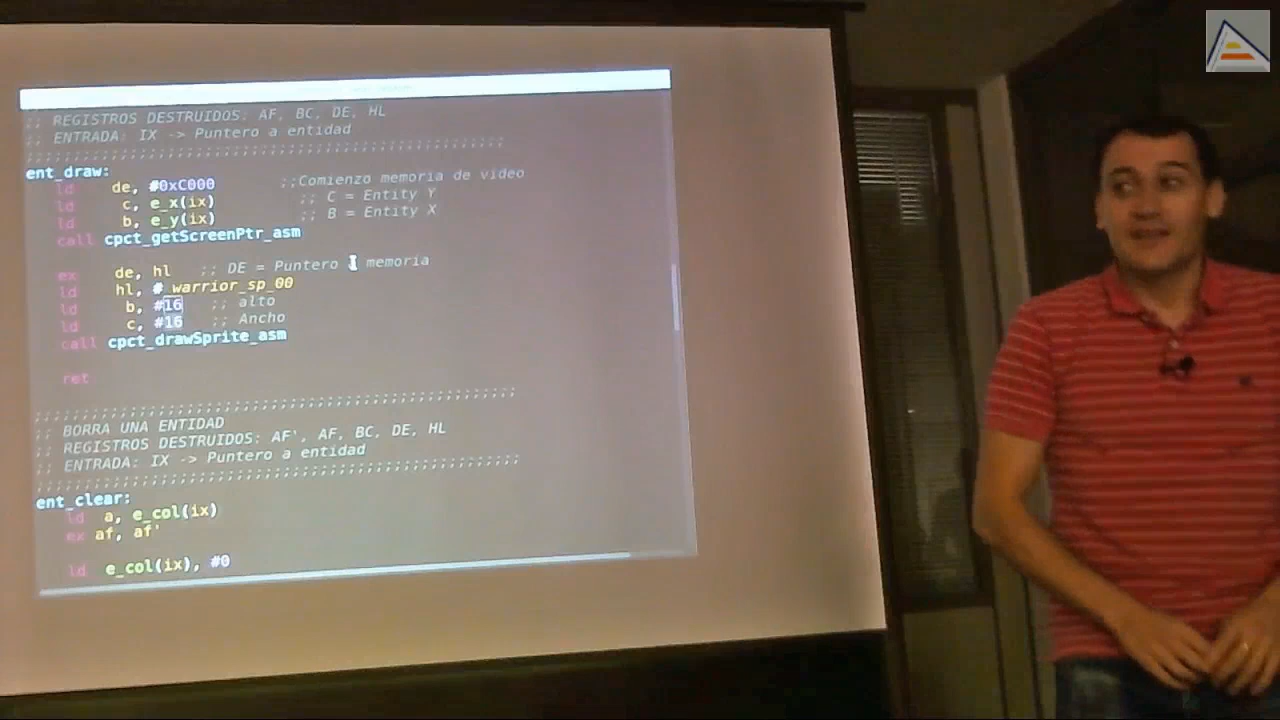 ;; REGISTROS DESTRUIDOS: AF, BC, DE, HL
;; ENTRADA: IX -> Puntero a entidad
;;;;;;;;;;;;;;;;;;;;;;;;;;;;;;;;;;;;;;;;;;;;;;;;;;;;
ent_draw:
ld de, #0xC000 ;;Comienzo memoria de video
ld c, e_x(ix) ;; C = Entity Y
ld b, e_y(ix) ;; B = Entity X
call cpct_getScreenPtr_asm
ex de, hl ;; DE = Puntero memoria
ld hl, #_warrior_sp_00
ld b, #16 ;; alto
ld c, #16 ;; Ancho
call cpct_drawSprite_asm
ret
;;;;;;;;;;;;;;;;;;;;;;;;;;;;;;;;;;;;;;;;;;;;;;;;;;;;
;; BORRA UNA ENTIDAD
;; REGISTROS DESTRUIDOS: AF', AF, BC, DE, HL
;; ENTRADA: IX -> Puntero a entidad
;;;;;;;;;;;;;;;;;;;;;;;;;;;;;;;;;;;;;;;;;;;;;;;;;;;;
ent_clear:
ld a, e_col(ix)
ex af, af'
ld e_col(ix), #0